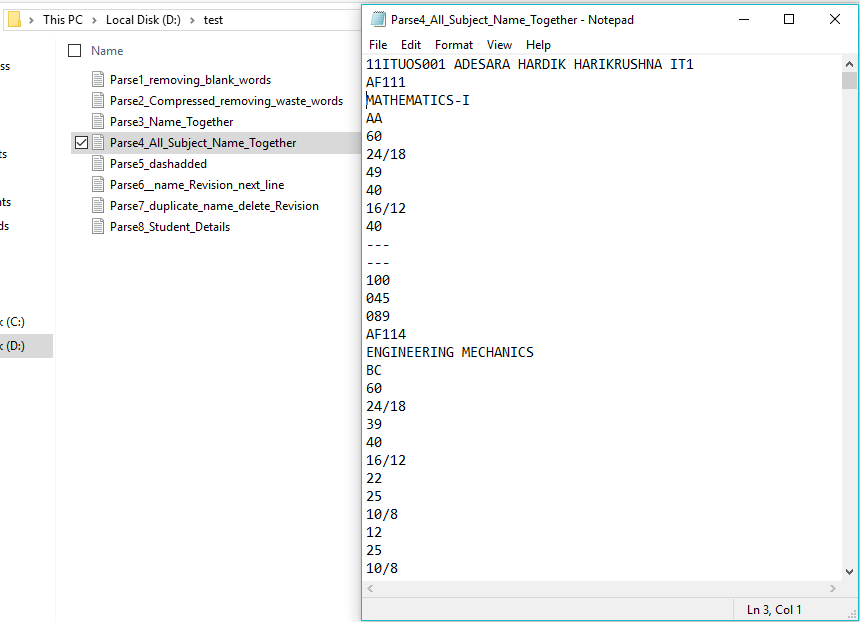 This PC > Local Disk (D:) > test
Name
ss
ts
nts
ds
k (C:)
k (D:)
Parse1_removing_blank_words
Parse2_Compressed_removing_waste_words
Parse3_Name_Together
Parse4_All_Subject_Name_Together
Parse5_dashadded
Parse6__name_Revision_next_line
Parse7_duplicate_name_delete_Revision
Parse8_Student_Details
Parse4_All_Subject_Name_Together - Notepad
File Edit Format View Help
11ITUOS001 ADESARA HARDIK HARIKRUSHNA IT1
AF111
MATHEMATICS-I
AA
60
24/18
49
40
16/12
40
---
---
100
045
089
AF114
ENGINEERING MECHANICS
BC
60
24/18
39
40
16/12
22
25
10/8
12
25
10/8
Ln 3, Col 1